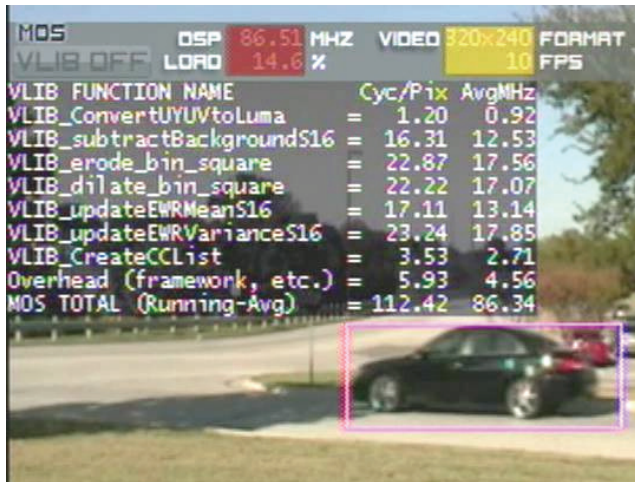 MOS DSP 86.51 MHZ VIDEO 320x240 FORMAT
VLIB OFF LOAD 14.6 % 10 FPS
VLIB FUNCTION NAME Cyc/Pix AvgMHz
VLIB_ConvertUYUVtoLuma = 1.20 0.92
VLIB_subtractBackgroundS16 = 16.31 12.53
VLIB_erode_bin_square = 22.87 17.56
VLIB_dilate_bin_square = 22.22 17.07
VLIB_updateEWRMeanS16 = 17.11 13.14
VLIB_updateEWRVarianceS16 = 23.24 17.85
VLIB_CreateCCList = 3.53 2.71
Overhead (framework, etc.) = 5.93 4.56
MOS TOTAL (Running-Avg) = 112.42 86.34